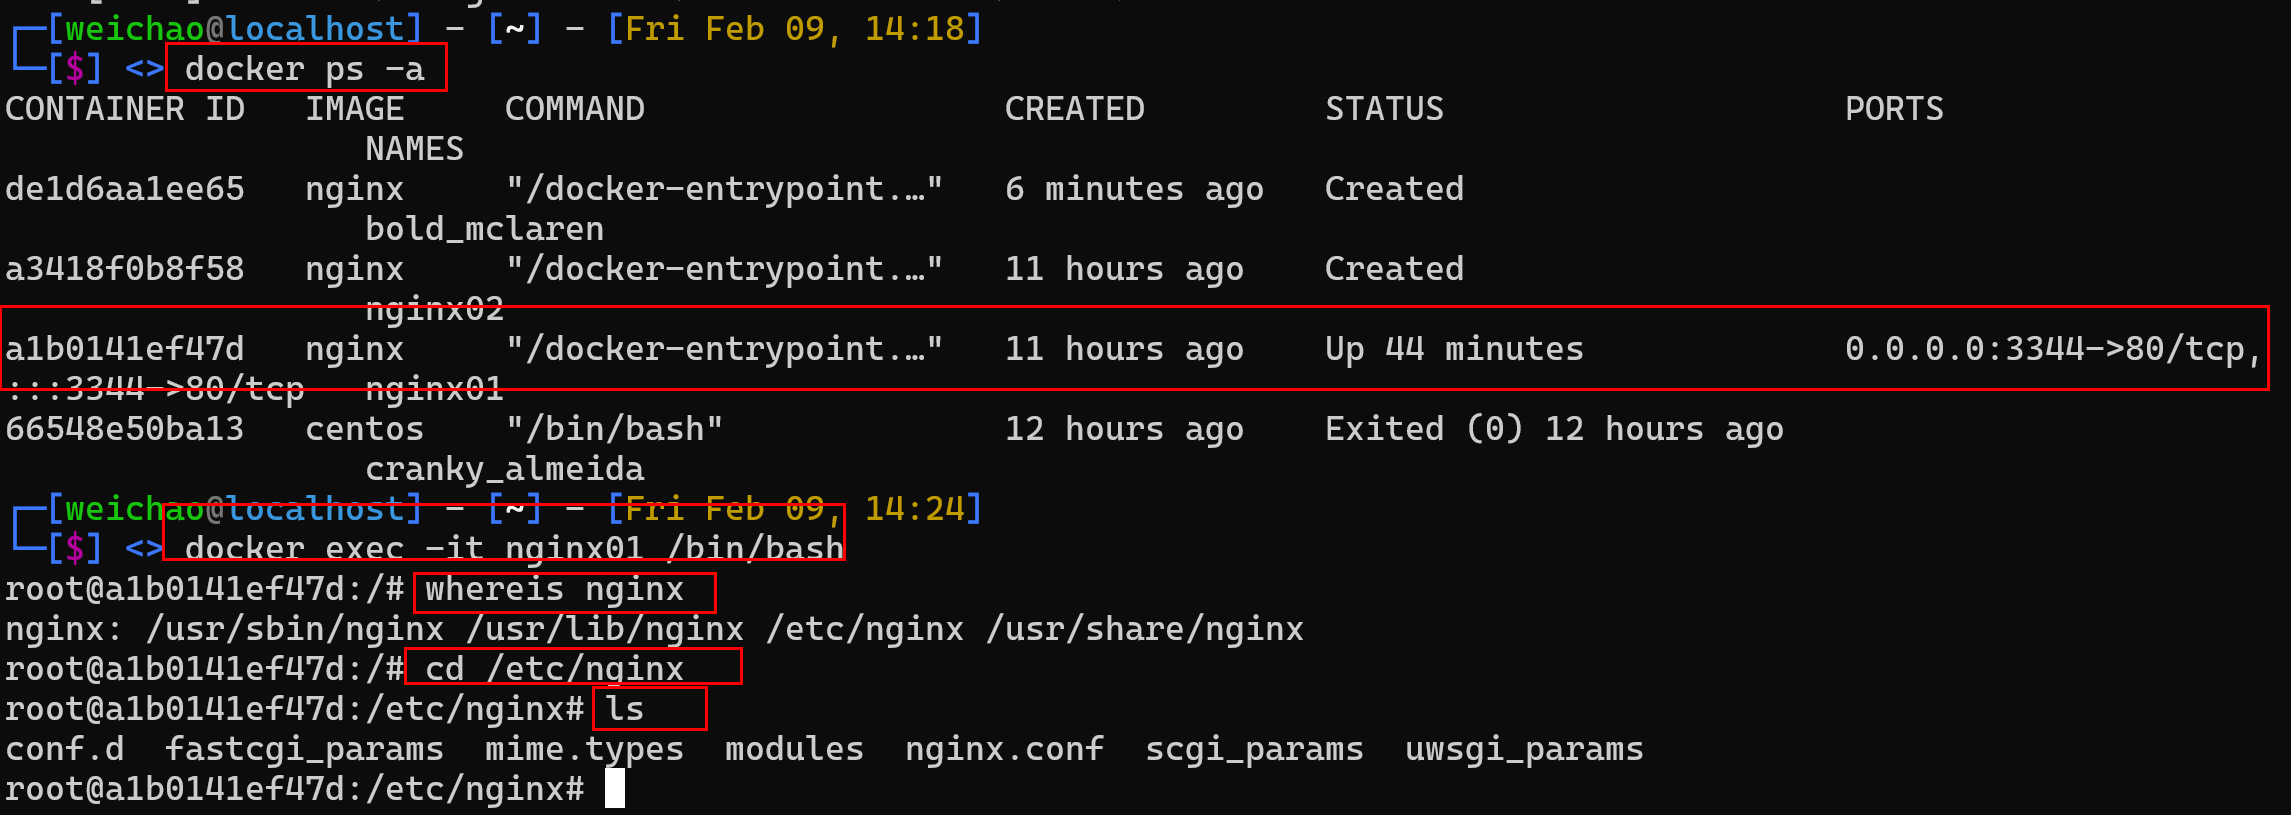 ┌─[weichao@localhost] - [~] - [Fri Feb 09, 14:18]
└─[$] <> docker ps -a
CONTAINER ID   IMAGE     COMMAND                  CREATED         STATUS                    PORTS
                  NAMES
de1d6aa1ee65   nginx     "/docker-entrypoint.…"   6 minutes ago   Created
                  bold_mclaren
a3418f0b8f58   nginx     "/docker-entrypoint.…"   11 hours ago    Created
                  nginx02
a1b0141ef47d   nginx     "/docker-entrypoint.…"   11 hours ago    Up 44 minutes             0.0.0.0:3344->80/tcp,
:::3344->80/tcp   nginx01
66548e50ba13   centos    "/bin/bash"              12 hours ago    Exited (0) 12 hours ago
                  cranky_almeida
┌─[weichao@localhost] - [~] - [Fri Feb 09, 14:24]
└─[$] <> docker exec -it nginx01 /bin/bash
root@a1b0141ef47d:/# whereis nginx
nginx: /usr/sbin/nginx /usr/lib/nginx /etc/nginx /usr/share/nginx
root@a1b0141ef47d:/# cd /etc/nginx
root@a1b0141ef47d:/etc/nginx# ls
conf.d  fastcgi_params  mime.types  modules  nginx.conf  scgi_params  uwsgi_params
root@a1b0141ef47d:/etc/nginx#